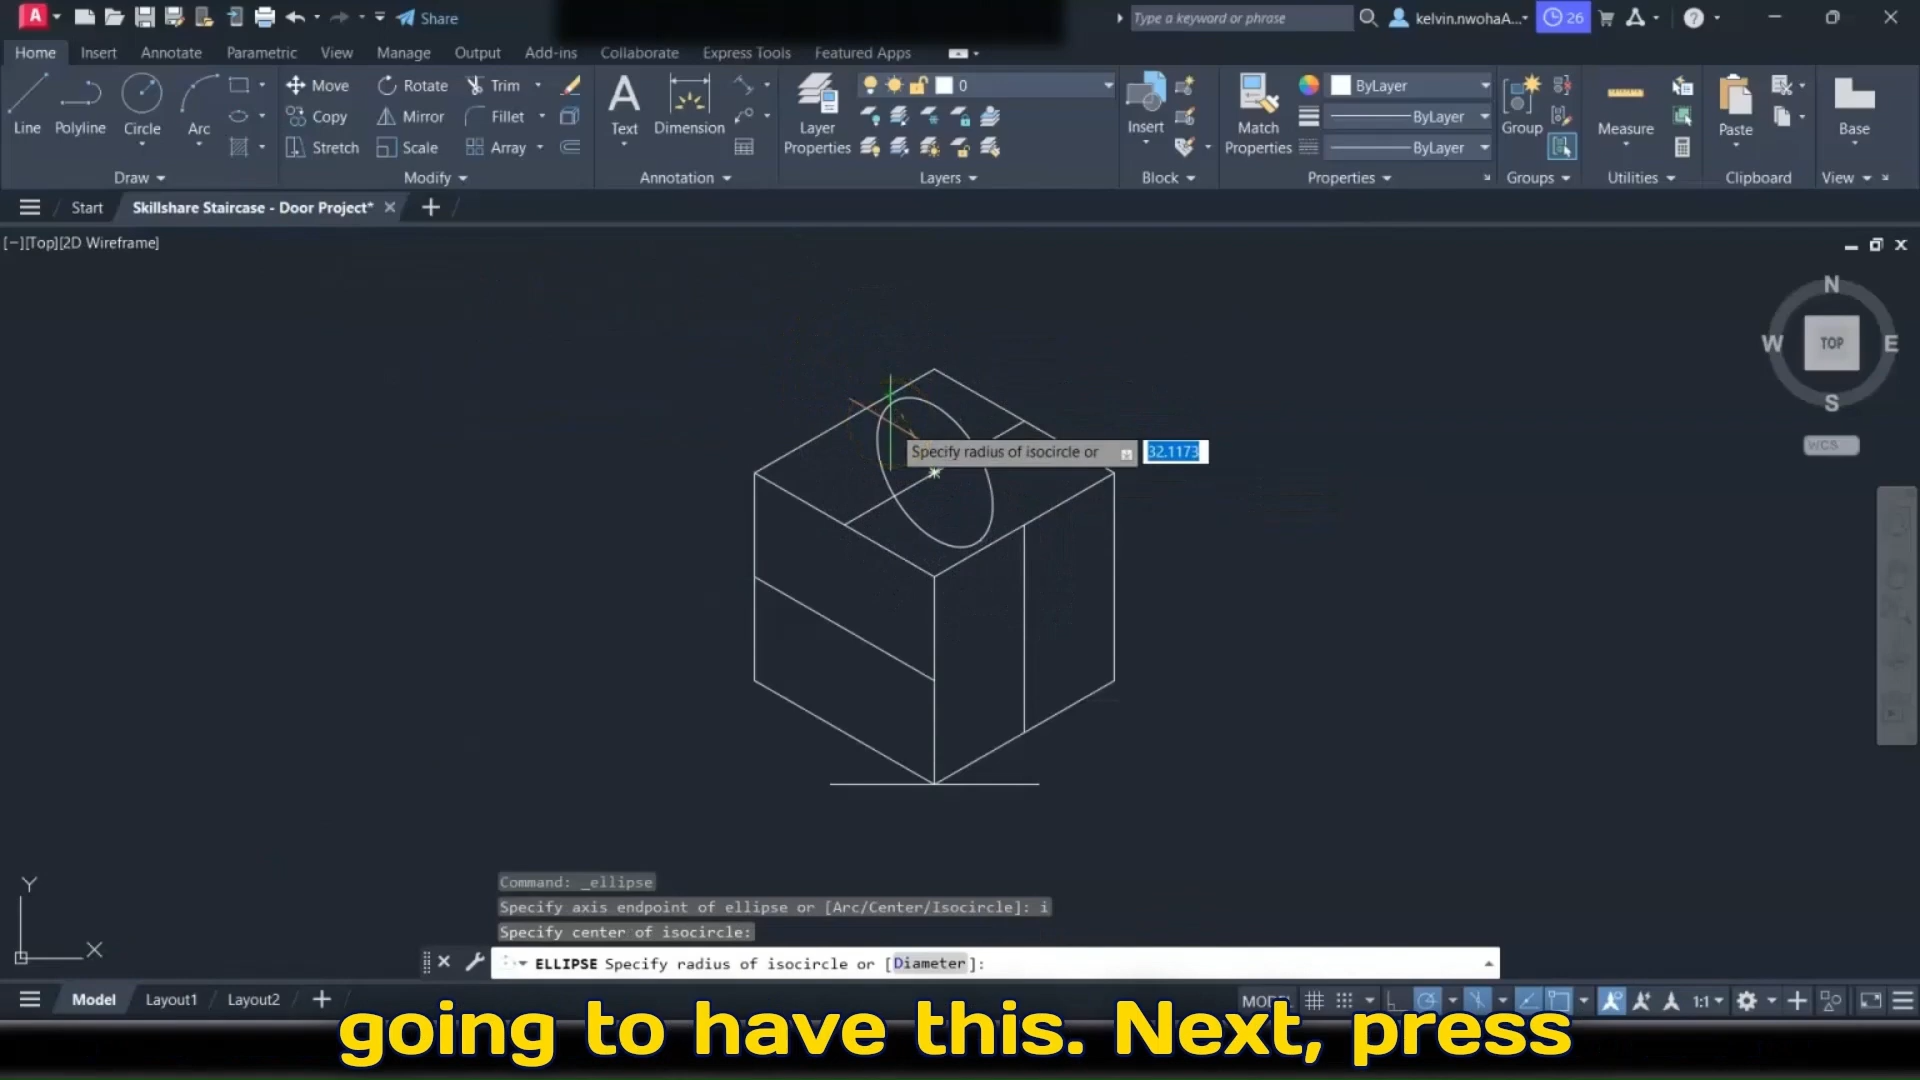 A Share Type a keyword or phrase kelvin.nwohaA... 26
Home Insert Annotate Parametric View Manage Output Add-ins Collaborate Express Tools Featured Apps
Line Polyline Circle Arc
Move Rotate Trim
Copy Mirror Fillet
Stretch Scale Array
Text Dimension
Layer Properties
0
Insert
Match Properties
ByLayer
ByLayer
ByLayer
Group Measure Paste Base
Draw Modify Annotation Layers Block Properties Groups Utilities Clipboard View
Start Skillshare Staircase - Door Project*
[−][Top][2D Wireframe]
N
W TOP E
S
WCS
Specify radius of isocircle or 32.1173
Y
X
Command: _ellipse
Specify axis endpoint of ellipse or [Arc/Center/Isocircle]: i
Specify center of isocircle:
ELLIPSE Specify radius of isocircle or [Diameter]:
Model Layout1 Layout2 MODEL 1:1
going to have this. Next, press